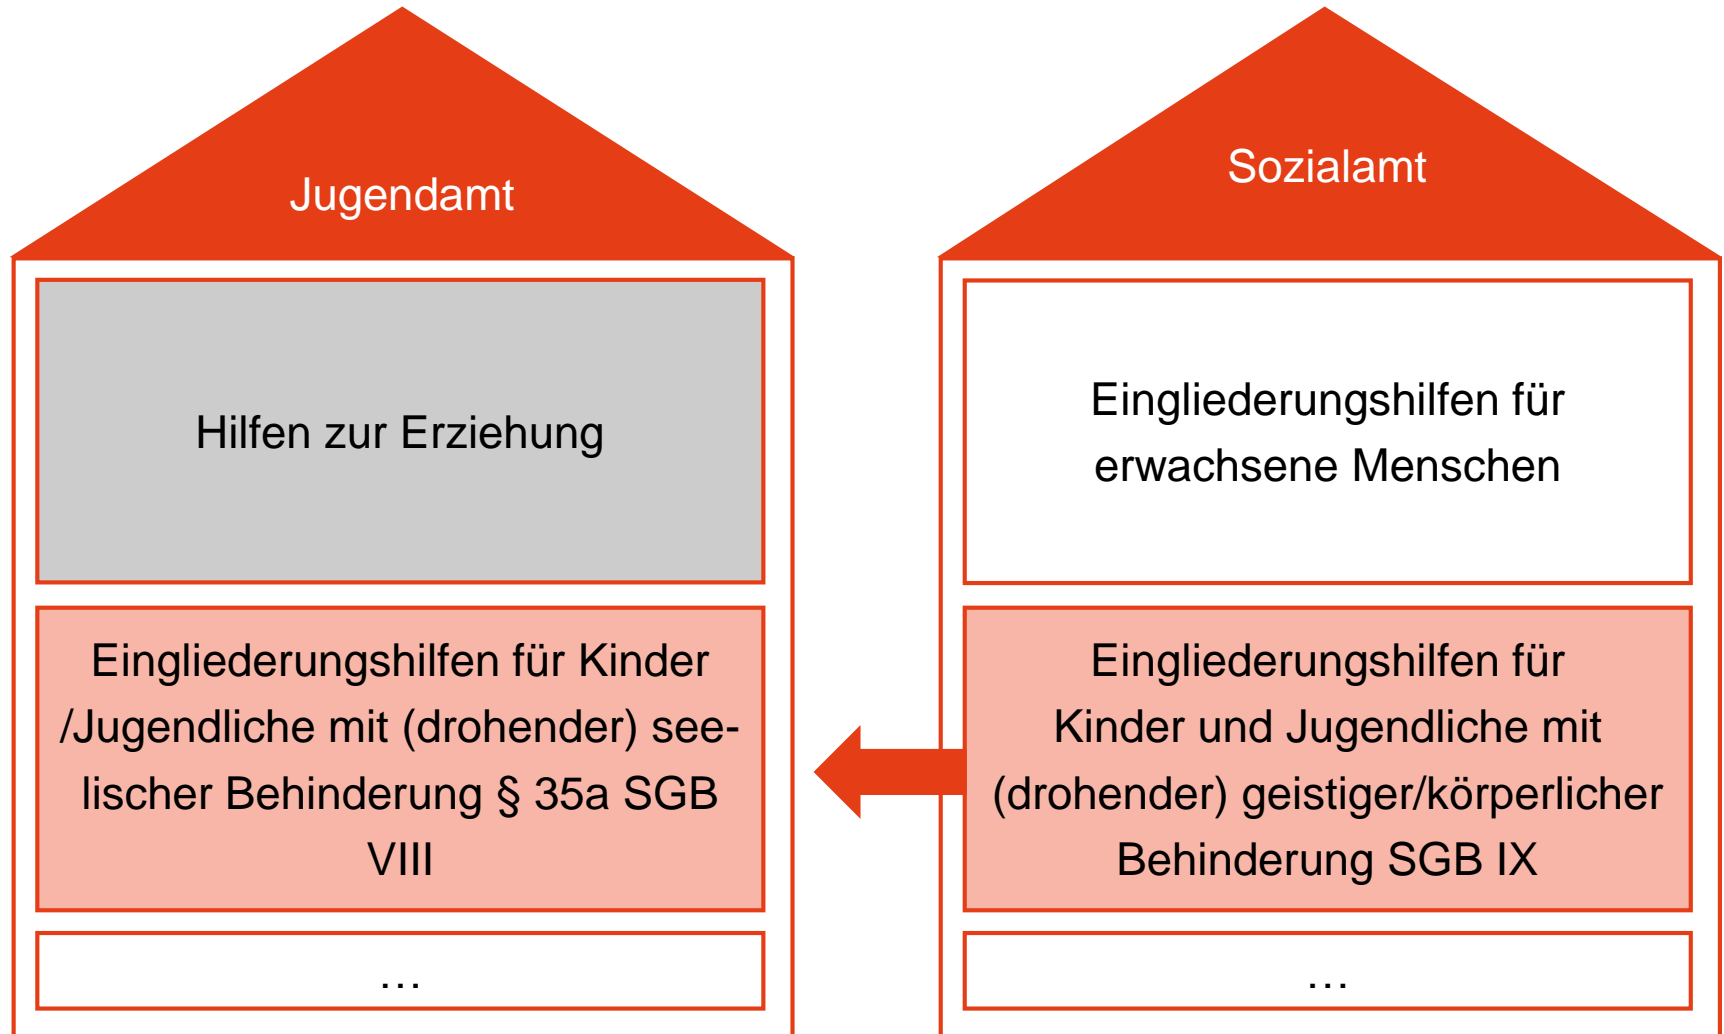 Jugendamt
Hilfen zur Erziehung
Eingliederungshilfen für Kinder
/Jugendliche mit (drohender) see-
lischer Behinderung § 35a SGB
VIII
…
Sozialamt
Eingliederungshilfen für
erwachsene Menschen
Eingliederungshilfen für
Kinder und Jugendliche mit
(drohender) geistiger/körperlicher
Behinderung SGB IX
…